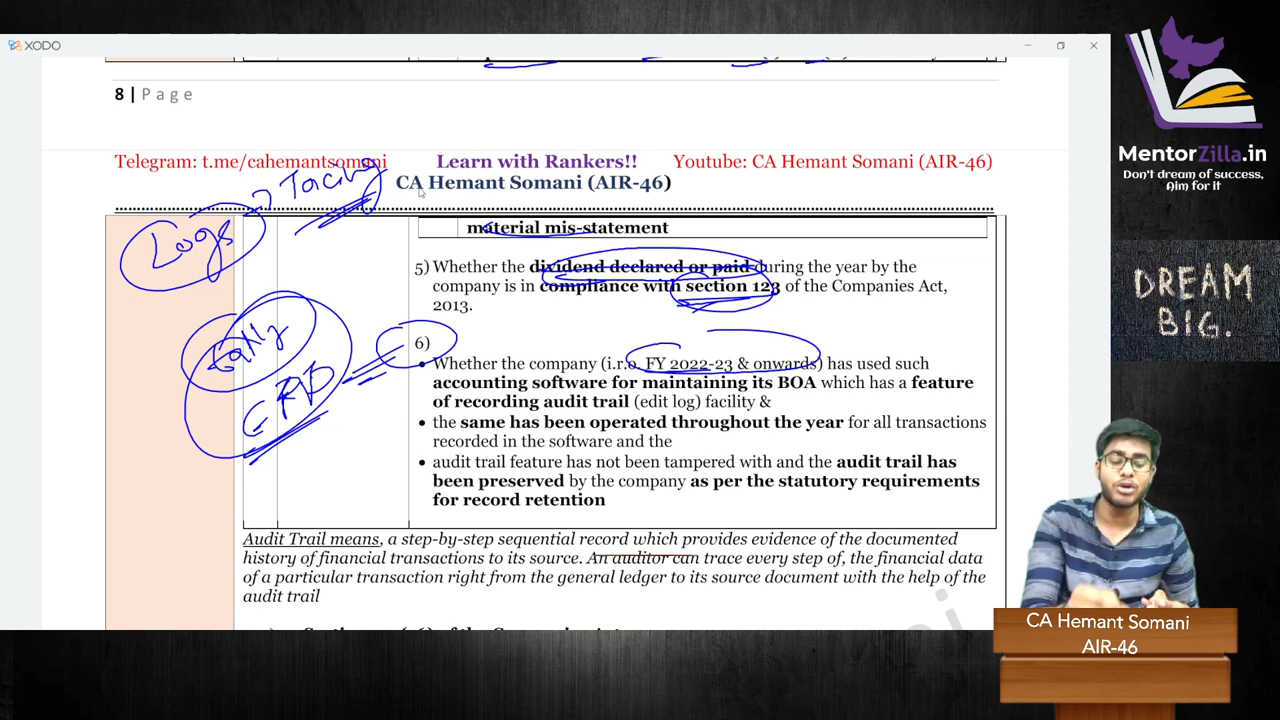 XODO
8 | Page
Telegram: t.me/cahemantsomani Learn with Rankers!! Youtube: CA Hemant Somani (AIR-46)
CA Hemant Somani (AIR-46)
material mis-statement
5) Whether the dividend declared or paid during the year by the
company is in compliance with section 123 of the Companies Act,
2013.
6)
• Whether the company (i.r.o. FY 2022-23 & onwards) has used such
accounting software for maintaining its BOA which has a feature
of recording audit trail (edit log) facility &
• the same has been operated throughout the year for all transactions
recorded in the software and the
• audit trail feature has not been tampered with and the audit trail has
been preserved by the company as per the statutory requirements
for record retention
Audit Trail means, a step-by-step sequential record which provides evidence of the documented
history of financial transactions to its source. An auditor can trace every step of, the financial data
of a particular transaction right from the general ledger to its source document with the help of the
audit trail
Logs
MentorZilla.in
Don't dream of success,
Aim for it
DREAM
BIG.
CA Hemant Somani
AIR-46